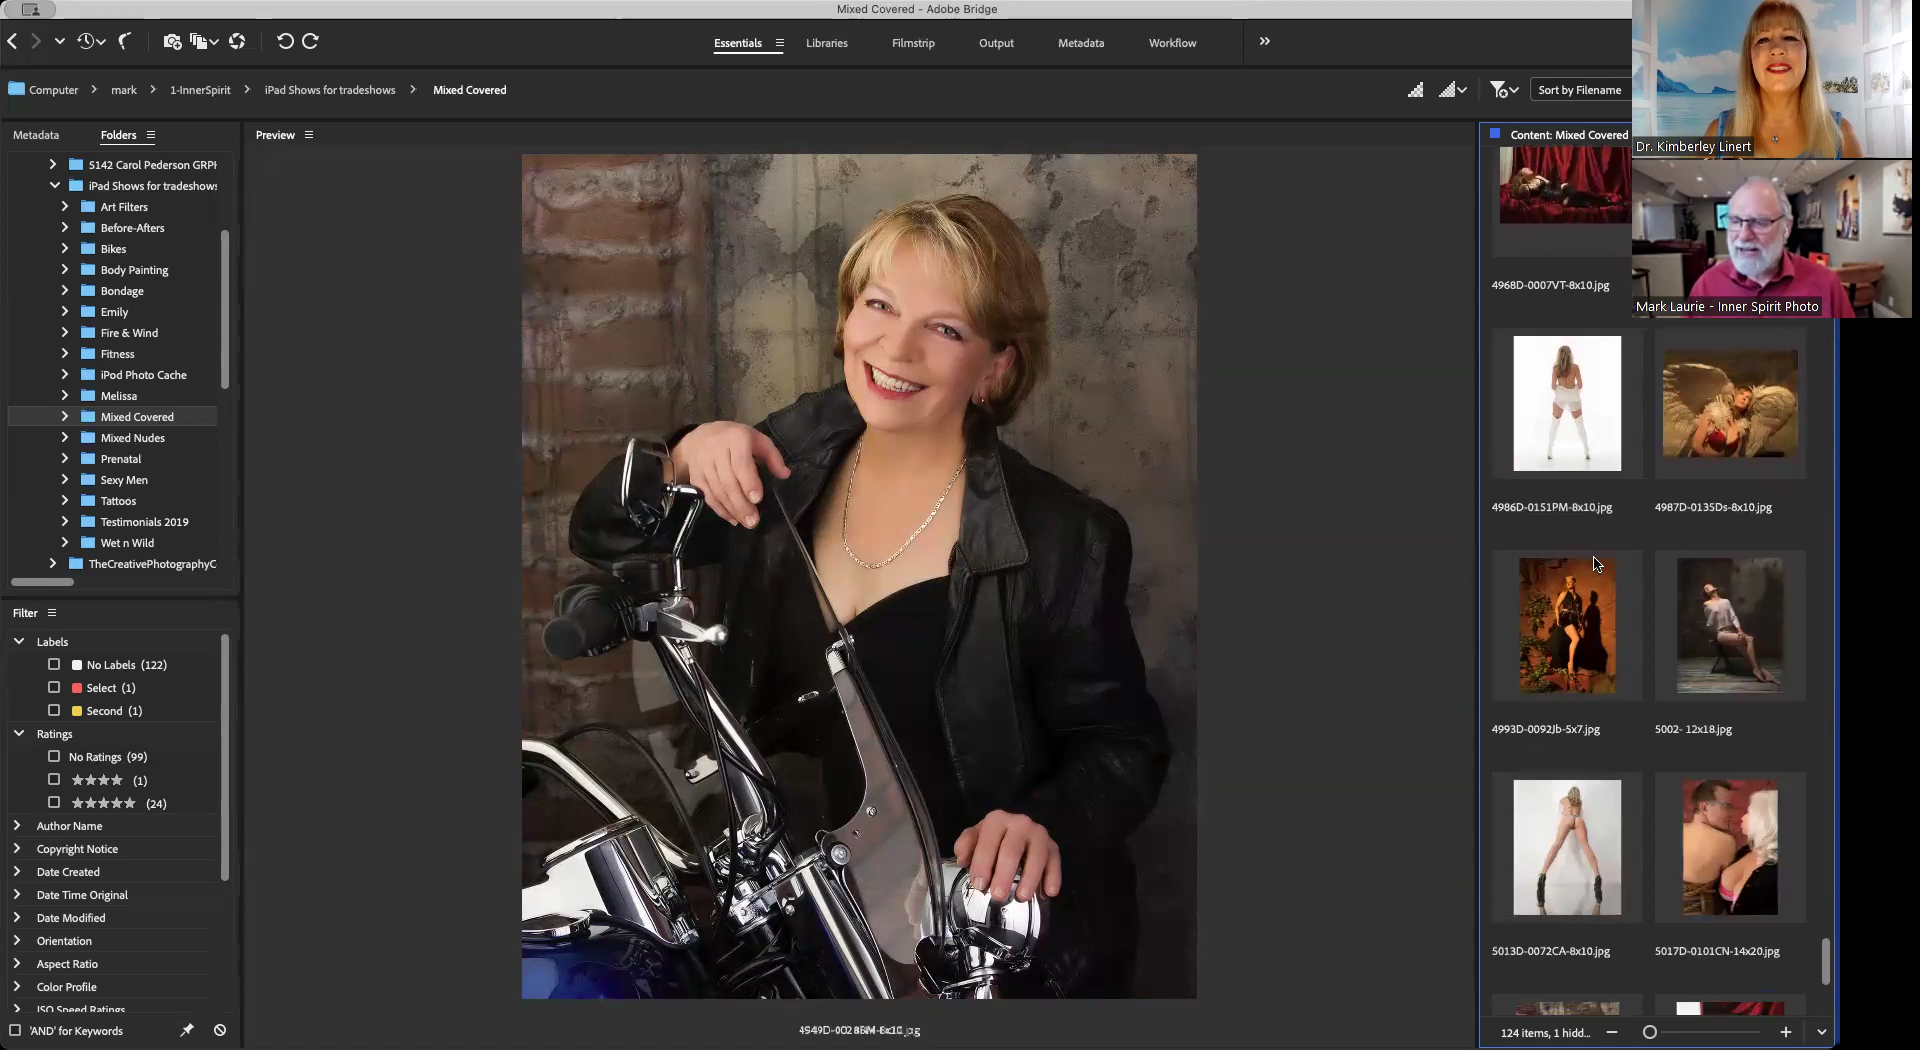 Mixed Covered - Adobe Bridge
Essentials
Libraries
Filmstrip
Output
Metadata
Workflow
Computer
mark
1-InnerSpirit
iPad Shows for tradeshows
Mixed Covered
Sort by Filename
Metadata
Folders
5142 Carol Pederson GRPH
iPad Shows for tradeshows
Art Filters
Before-Afters
Bikes
Body Painting
Bondage
Emily
Fire & Wind
Fitness
iPod Photo Cache
Melissa
Mixed Covered
Mixed Nudes
Prenatal
Sexy Men
Tattoos
Testimonials 2019
Wet n Wild
TheCreativePhotographyC
Filter
Labels
No Labels (122)
Select (1)
Second (1)
Ratings
No Ratings (99)
★★★★ (1)
★★★★★ (24)
Author Name
Copyright Notice
Date Created
Date Time Original
Date Modified
Orientation
Aspect Ratio
Color Profile
ISO Speed Ratings
'AND' for Keywords
Preview
Content: Mixed Covered
Dr. Kimberley Linert
Mark Laurie - Inner Spirit Photo
4968D-0007VT-8x10.jpg
4986D-0151PM-8x10.jpg
4987D-0135Ds-8x10.jpg
4993D-0092Jb-5x7.jpg
5002- 12x18.jpg
5013D-0072CA-8x10.jpg
5017D-0101CN-14x20.jpg
124 items, 1 hidd...